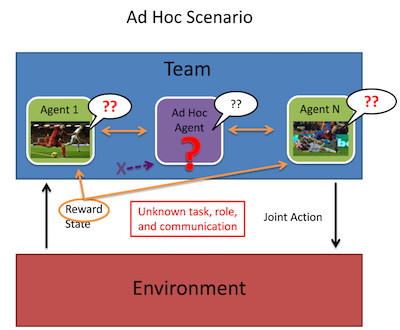 Ad Hoc Scenario
Team
Agent 1
??
Ad Hoc
Agent
?
??
Agent N
??
X
Reward
State
Unknown task, role,
and communication
Joint Action
Environment